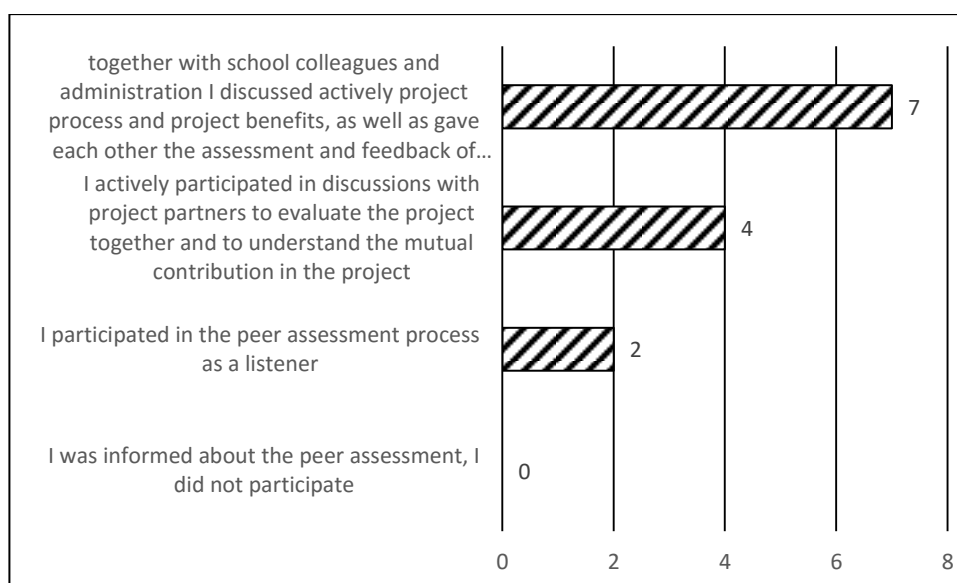 together with school colleagues and
administration I discussed actively project
process and project benefits, as well as gave
each other the assessment and feedback of...
7
I actively participated in discussions with
project partners to evaluate the project
together and to understand the mutual
contribution in the project
4
I participated in the peer assessment process
as a listener
2
I was informed about the peer assessment, I
did not participate
0
0 2 4 6 8